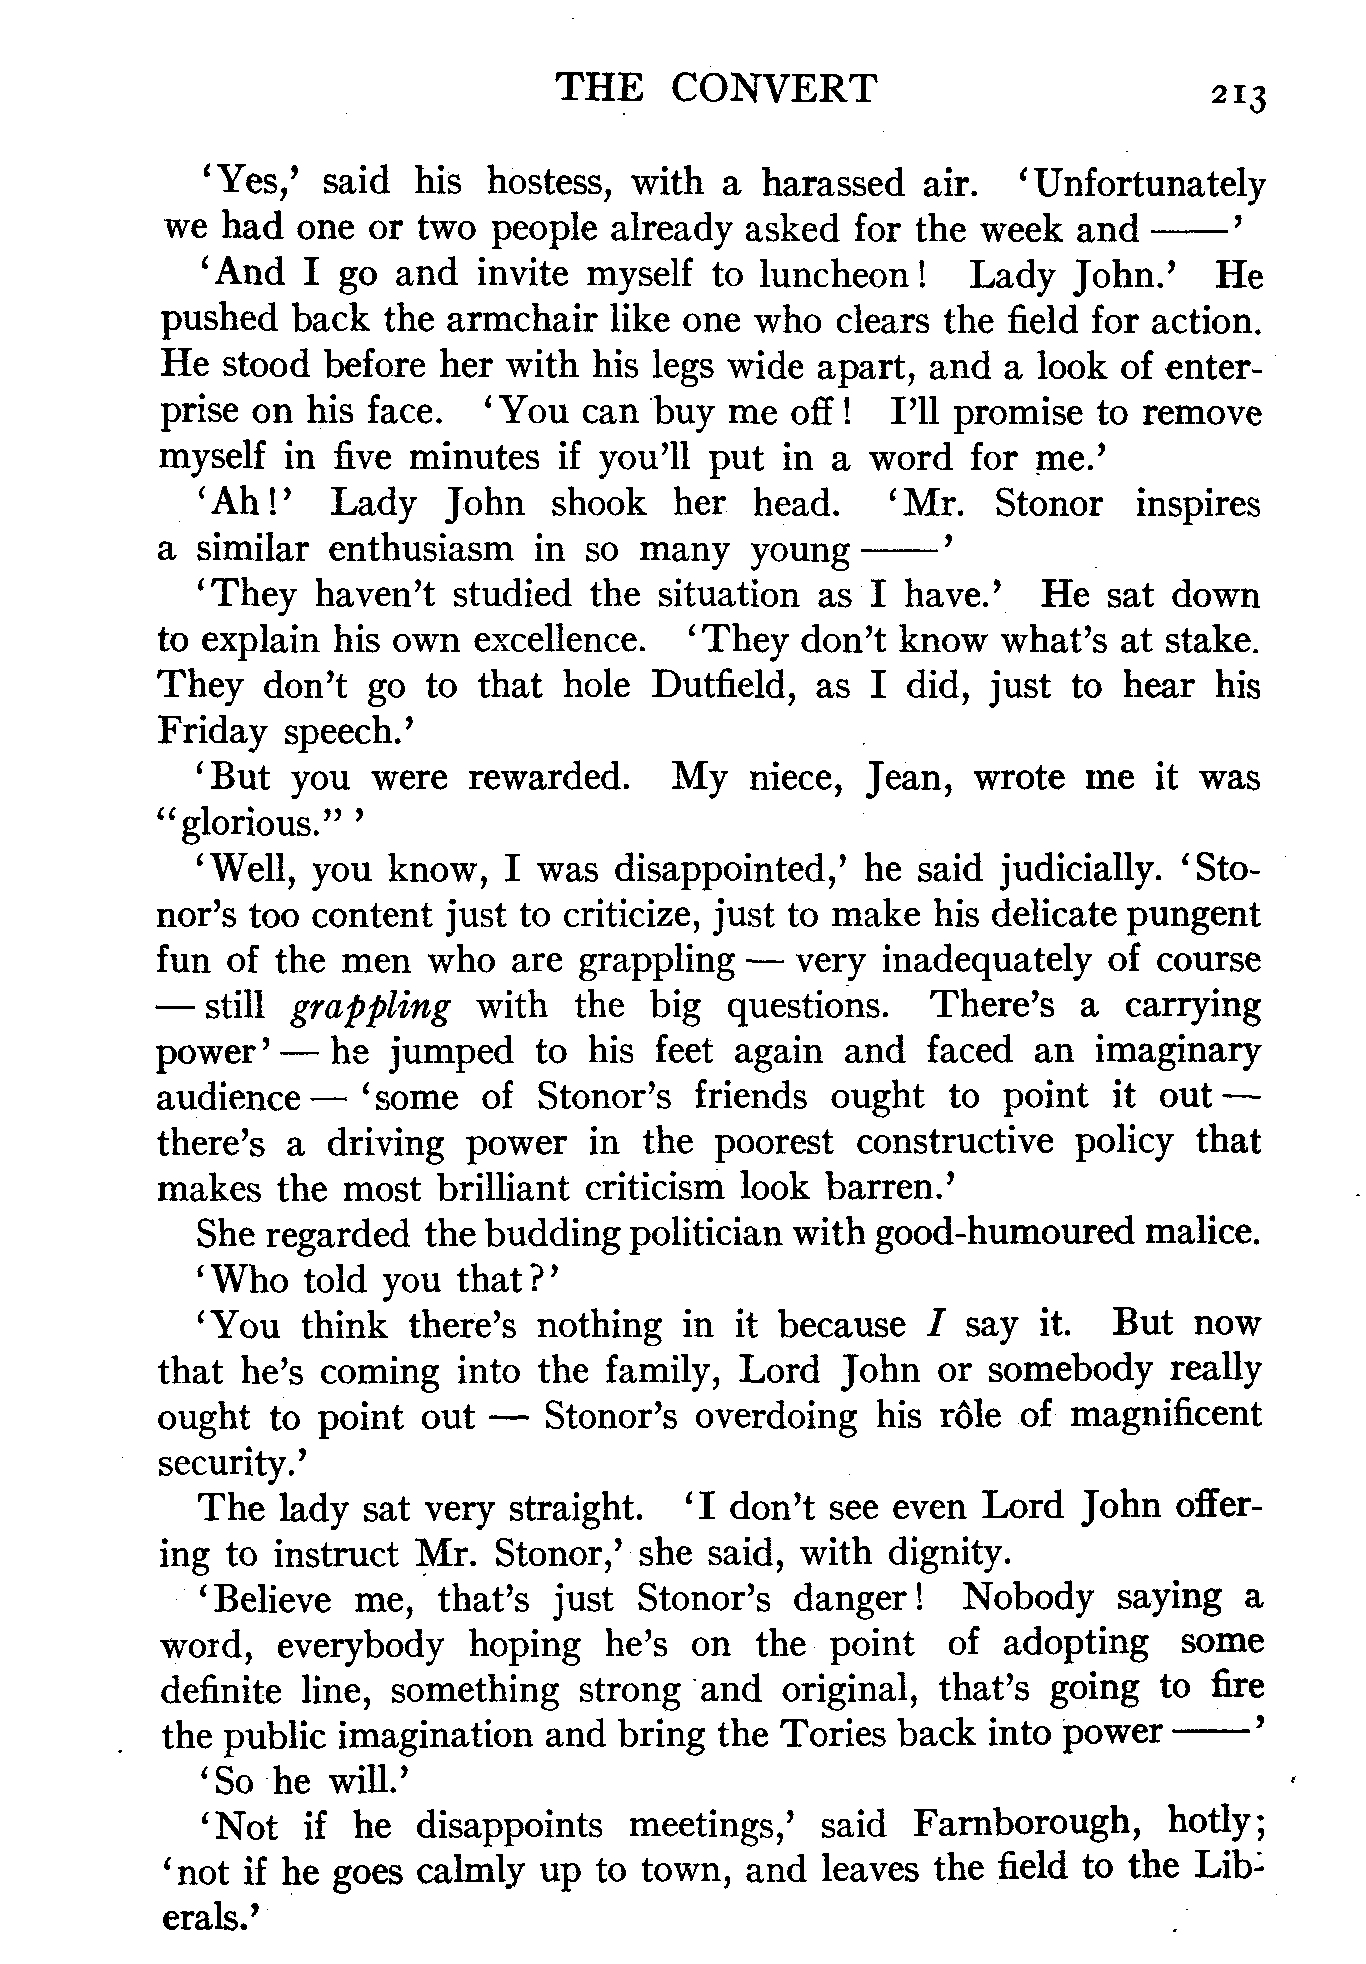 THE CONVERT 213
‘Yes,’ said his hostess, with a harassed air. ‘Unfortunately
we had one or two people already asked for the week and ——’
‘And I go and invite myself to luncheon! Lady John.’ He
pushed back the armchair like one who clears the field for action.
He stood before her with his legs wide apart, and a look of enter-
prise on his face. ‘You can buy me off! I’ll promise to remove
myself in five minutes if you’ll put in a word for me.’
‘Ah!’ Lady John shook her head. ‘Mr. Stonor inspires
a similar enthusiasm in so many young ——’
‘They haven’t studied the situation as I have.’ He sat down
to explain his own excellence. ‘They don’t know what’s at stake.
They don’t go to that hole Dutfield, as I did, just to hear his
Friday speech.’
‘But you were rewarded. My niece, Jean, wrote me it was
“glorious.” ’
‘Well, you know, I was disappointed,’ he said judicially. ‘Sto-
nor’s too content just to criticize, just to make his delicate pungent
fun of the men who are grappling — very inadequately of course
— still grappling with the big questions. There’s a carrying
power’ — he jumped to his feet again and faced an imaginary
audience — ‘some of Stonor’s friends ought to point it out —
there’s a driving power in the poorest constructive policy that
makes the most brilliant criticism look barren.’
She regarded the budding politician with good-humoured malice.
‘Who told you that?’
‘You think there’s nothing in it because I say it. But now
that he’s coming into the family, Lord John or somebody really
ought to point out — Stonor’s overdoing his rôle of magnificent
security.’
The lady sat very straight. ‘I don’t see even Lord John offer-
ing to instruct Mr. Stonor,’ she said, with dignity.
‘Believe me, that’s just Stonor’s danger! Nobody saying a
word, everybody hoping he’s on the point of adopting some
definite line, something strong and original, that’s going to fire
the public imagination and bring the Tories back into power ——’
‘So he will.’
‘Not if he disappoints meetings,’ said Farnborough, hotly;
‘not if he goes calmly up to town, and leaves the field to the Lib-
erals.’